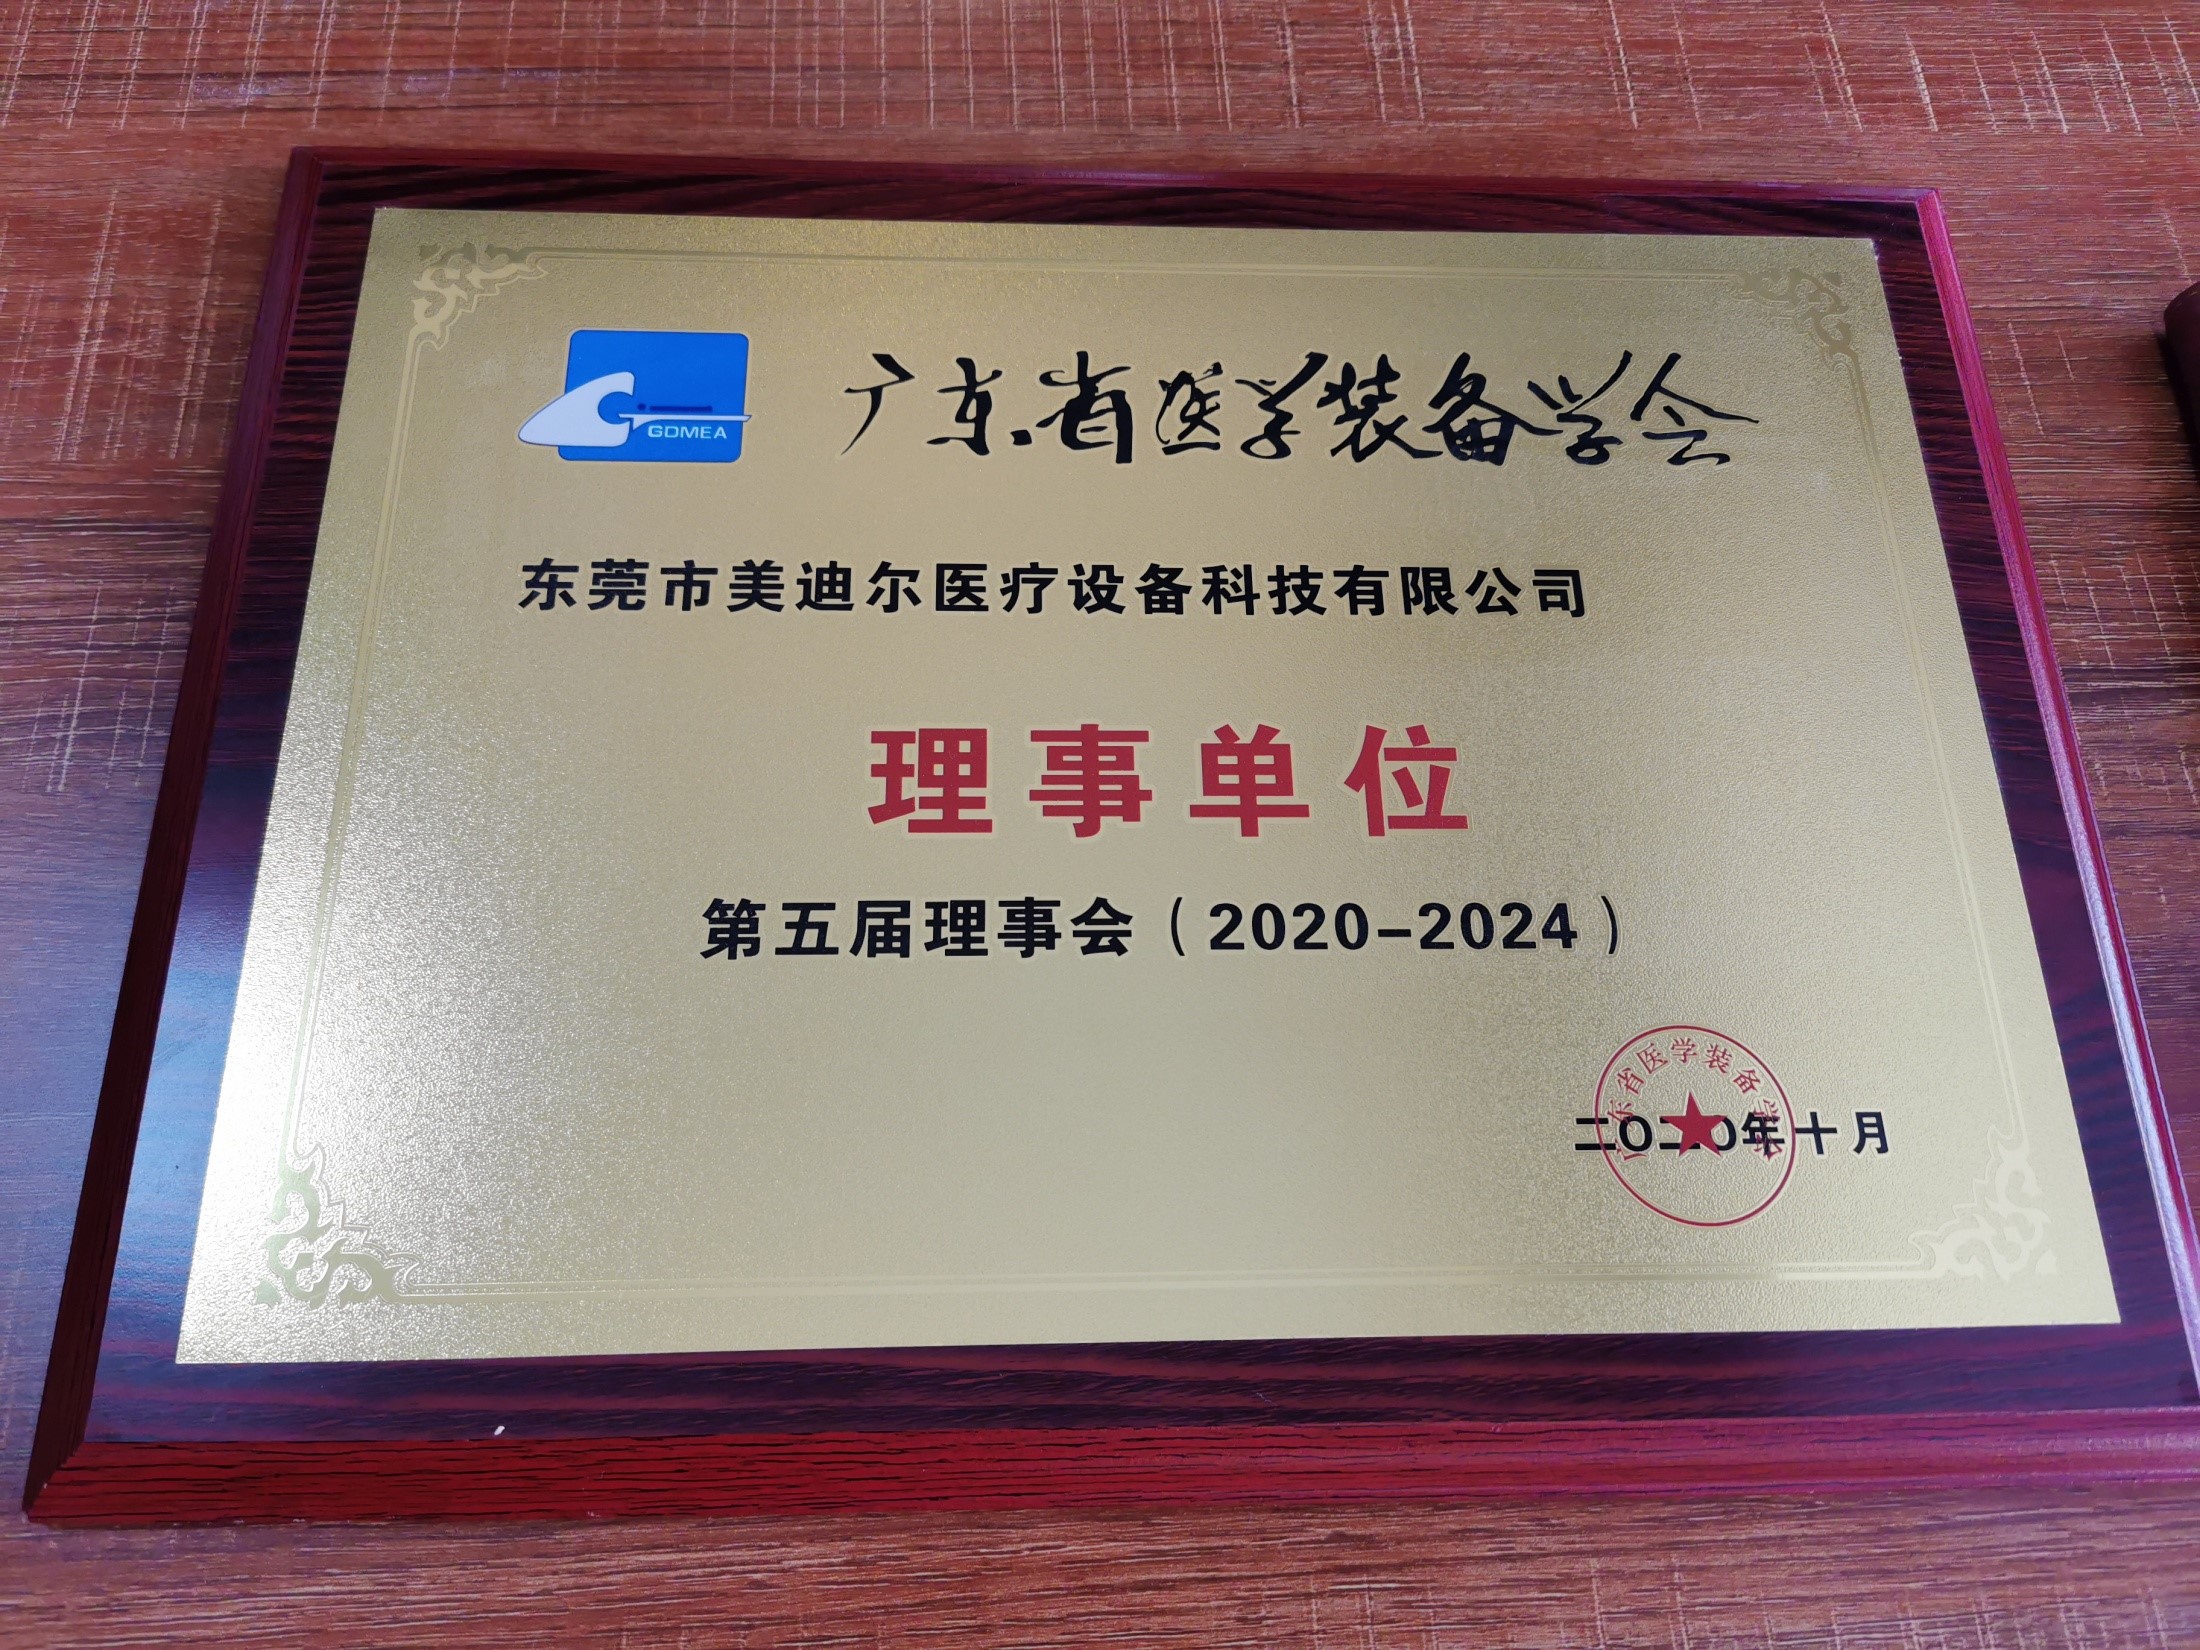 GDMEA
广东省医学装备学会
东莞市美迪尔医疗设备科技有限公司
理事单位
第五届理事会（2020-2024）
广东省医学装备学会
二〇二〇年十月